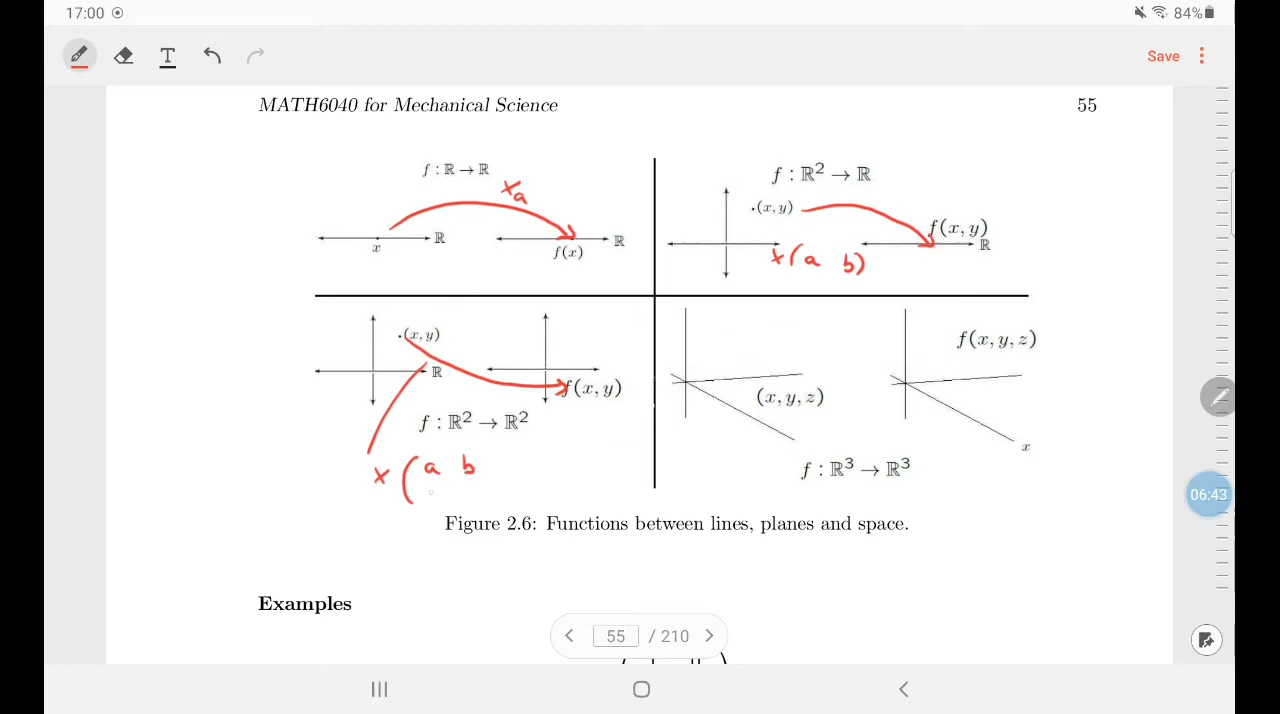 17:00
84%
T
Save
MATH6040 for Mechanical Science 55
f : ℝ → ℝ
×a
x
ℝ
f(x)
ℝ
f : ℝ² → ℝ
(x, y)
f(x, y)
ℝ
×(a b)
(x, y)
ℝ
f(x, y)
f : ℝ² → ℝ²
×(a b
(x, y, z)
f(x, y, z)
x
f : ℝ³ → ℝ³
06:43
Figure 2.6: Functions between lines, planes and space.
Examples
55 / 210